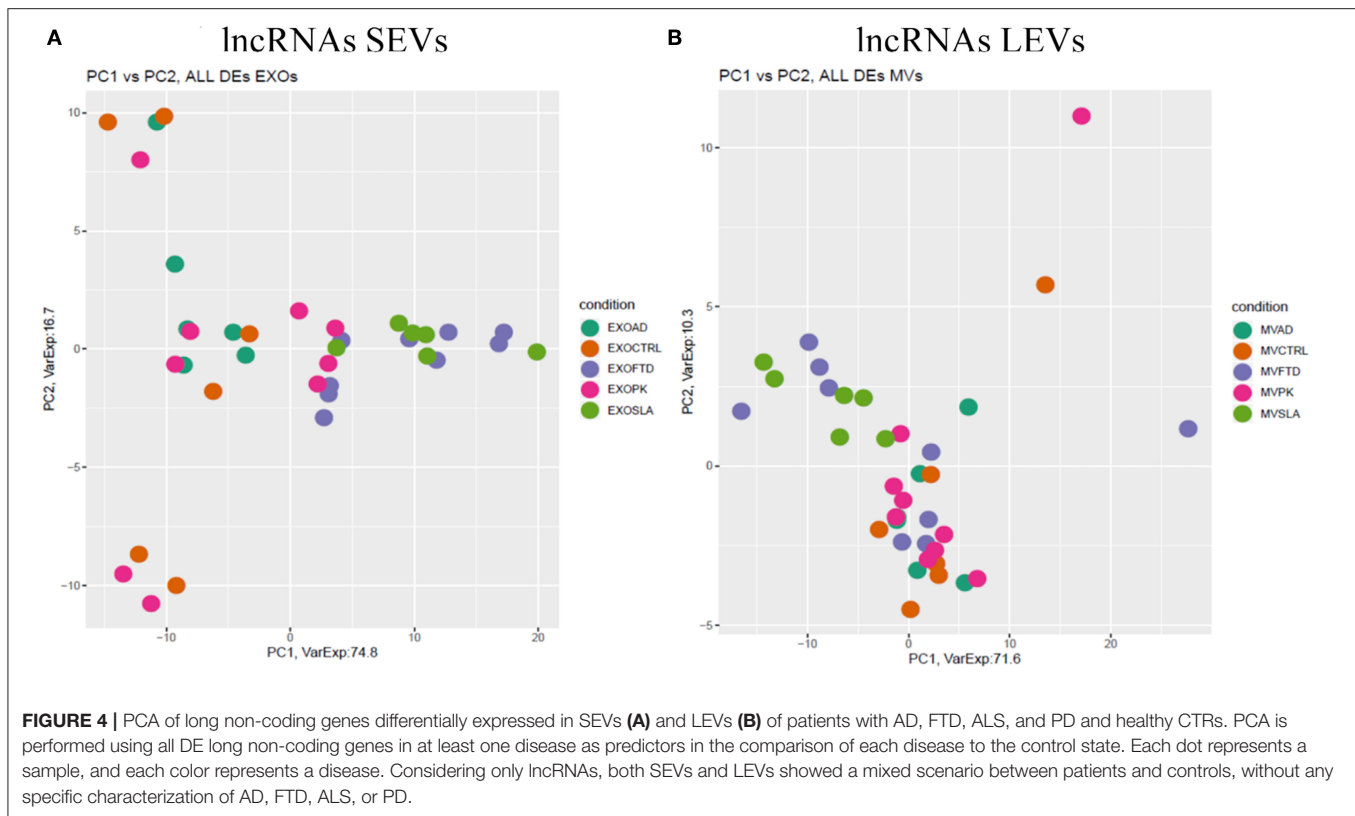 A
lncRNAs SEVs
PC1 vs PC2, ALL DEs EXOs
10
5
0
−5
−10
PC2, VarExp:16.7
−10
0
10
20
PC1, VarExp:74.8
condition
EXOAD
EXOCTRL
EXOFTD
EXOPK
EXOSLA
B
lncRNAs LEVs
PC1 vs PC2, ALL DEs MVs
10
5
0
−5
PC2, VarExp:10.3
−10
0
10
20
PC1, VarExp:71.6
condition
MVAD
MVCTRL
MVFTD
MVPK
MVSLA
FIGURE 4 | PCA of long non-coding genes differentially expressed in SEVs (A) and LEVs (B) of patients with AD, FTD, ALS, and PD and healthy CTRs. PCA is
performed using all DE long non-coding genes in at least one disease as predictors in the comparison of each disease to the control state. Each dot represents a
sample, and each color represents a disease. Considering only lncRNAs, both SEVs and LEVs showed a mixed scenario between patients and controls, without any
specific characterization of AD, FTD, ALS, or PD.